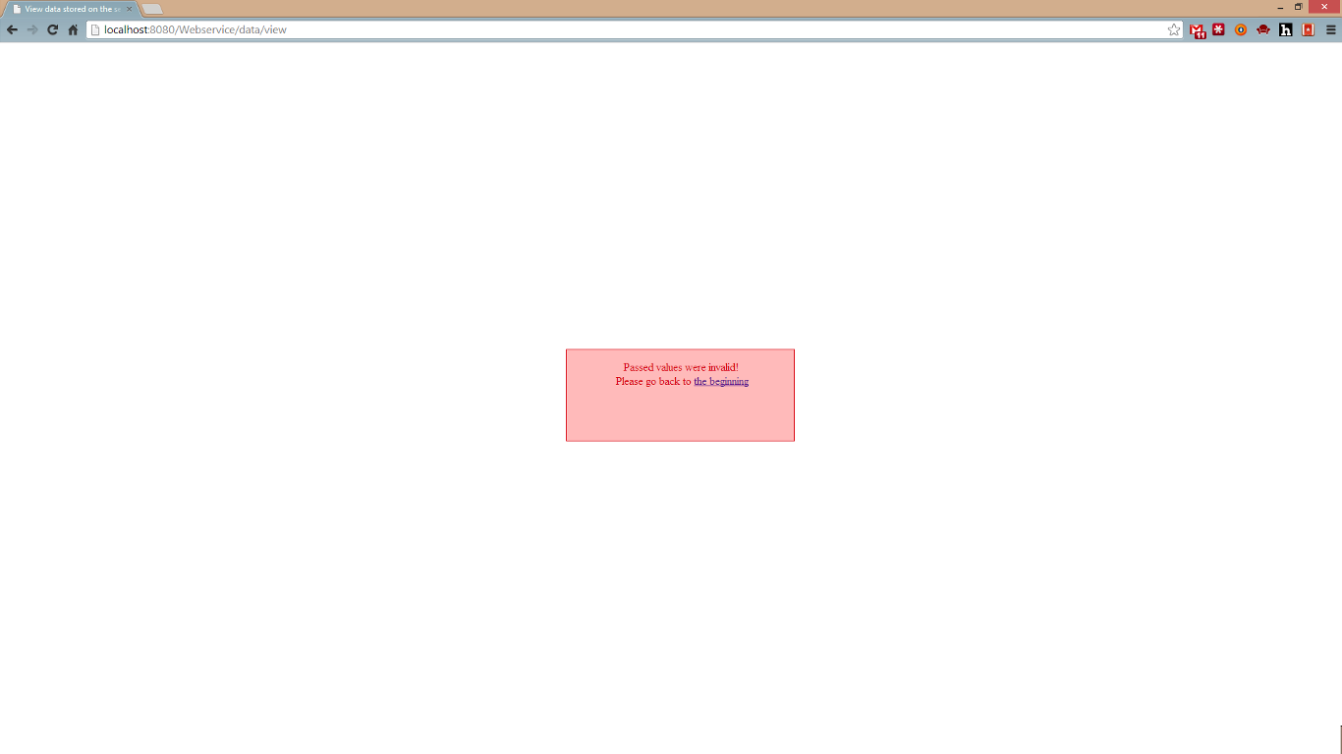 View data stored on the s
localhost:8080/Webservice/data/view
11
h
Passed values were invalid!
Please go back to the beginning